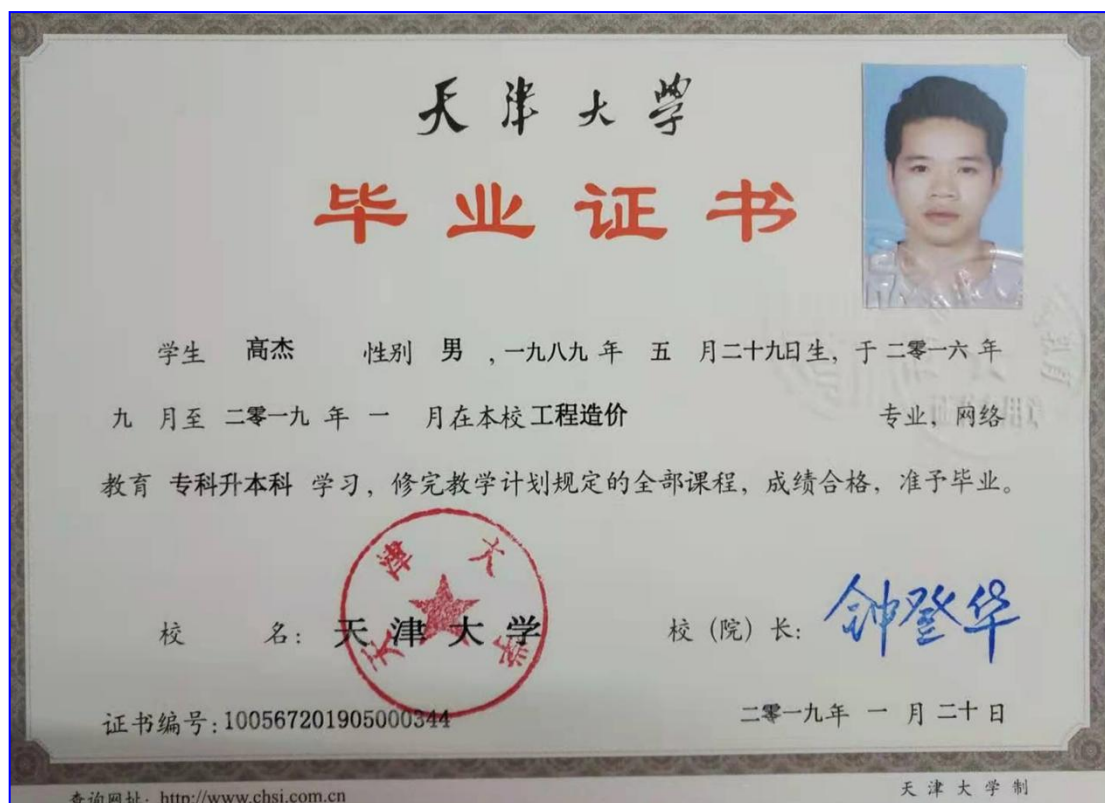 天津大学
毕业证书
学生 高杰 性别 男 ,一九八九 年 五 月二十九日生, 于 二零一六 年
九 月至 二零一九 年 一 月在本校 工程造价 专业, 网络
教育 专科升本科 学习, 修完教学计划规定的全部课程, 成绩合格, 准予毕业。
天津大学
校 名: 天津大学 校(院)长: 钟登华
证书编号:100567201905000344 二零一九年 一 月 二十 日
查询网址: http://www.chsi.com.cn 天津大学制